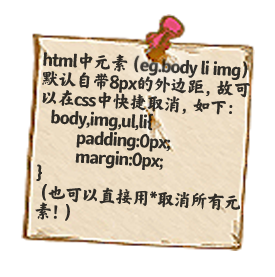 html中元素（eg.body li img）
默认自带8px的外边距，故可
以在css中快捷取消，如下：
body,img,ul,li{
padding:0px;
margin:0px;
}
（也可以直接用*取消所有元
素！）